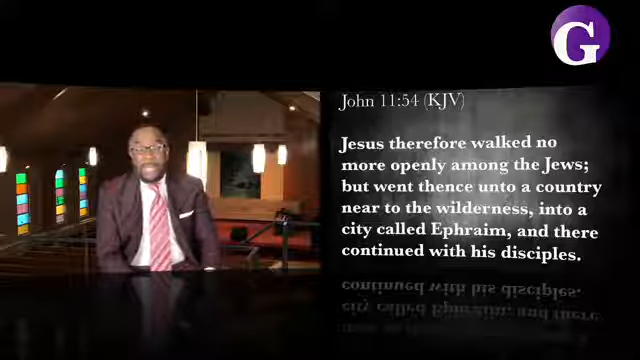 G
John 11:54 (KJV)
Jesus therefore walked no
more openly among the Jews;
but went thence unto a country
near to the wilderness, into a
city called Ephraim, and there
continued with his disciples.